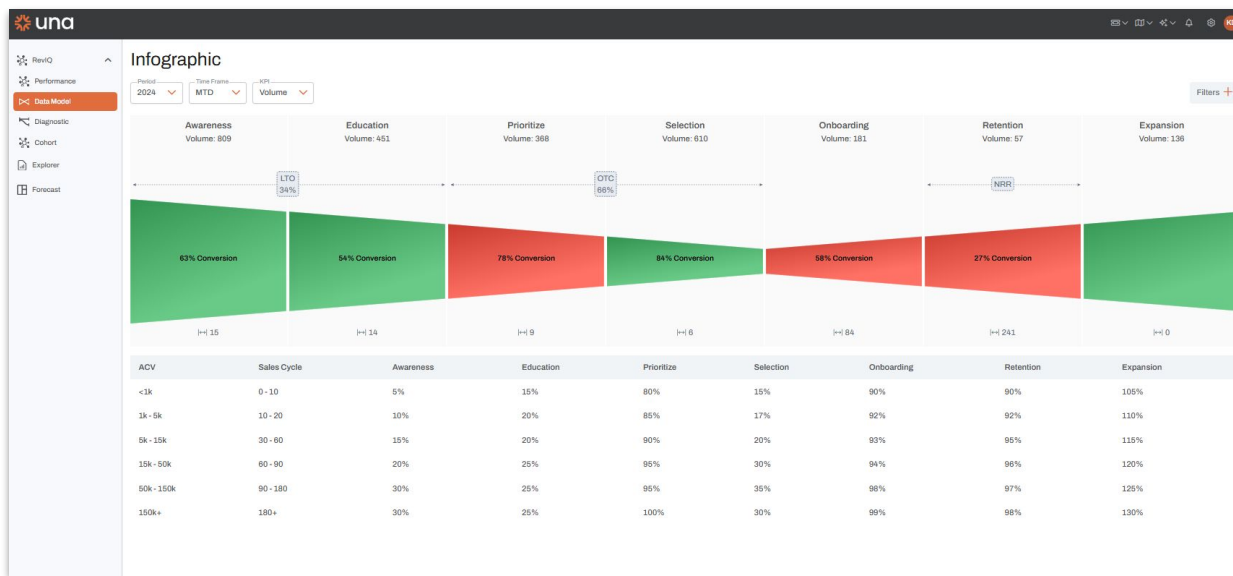 una
RevIQ
Performance
Data Model
Diagnostic
Cohort
Explorer
Forecast
Infographic
Period
2024
Time Frame
MTD
KPI
Volume
Filters +
Awareness
Volume: 809
Education
Volume: 451
Prioritize
Volume: 368
Selection
Volume: 610
Onboarding
Volume: 181
Retention
Volume: 57
Expansion
Volume: 136
LTO
34%
OTC
66%
NRR
63% Conversion
54% Conversion
78% Conversion
84% Conversion
58% Conversion
27% Conversion
15
14
9
6
84
241
0
ACV Sales Cycle Awareness Education Prioritize Selection Onboarding Retention Expansion
<1k 0 - 10 5% 15% 80% 15% 90% 90% 105%
1k - 5k 10 - 20 10% 20% 85% 17% 92% 92% 110%
5k - 15k 30 - 60 15% 20% 90% 20% 93% 95% 115%
15k - 50k 60 - 90 20% 25% 95% 30% 94% 96% 120%
50k - 150k 90 - 180 30% 25% 95% 35% 98% 97% 125%
150k+ 180+ 30% 25% 100% 30% 99% 98% 130%